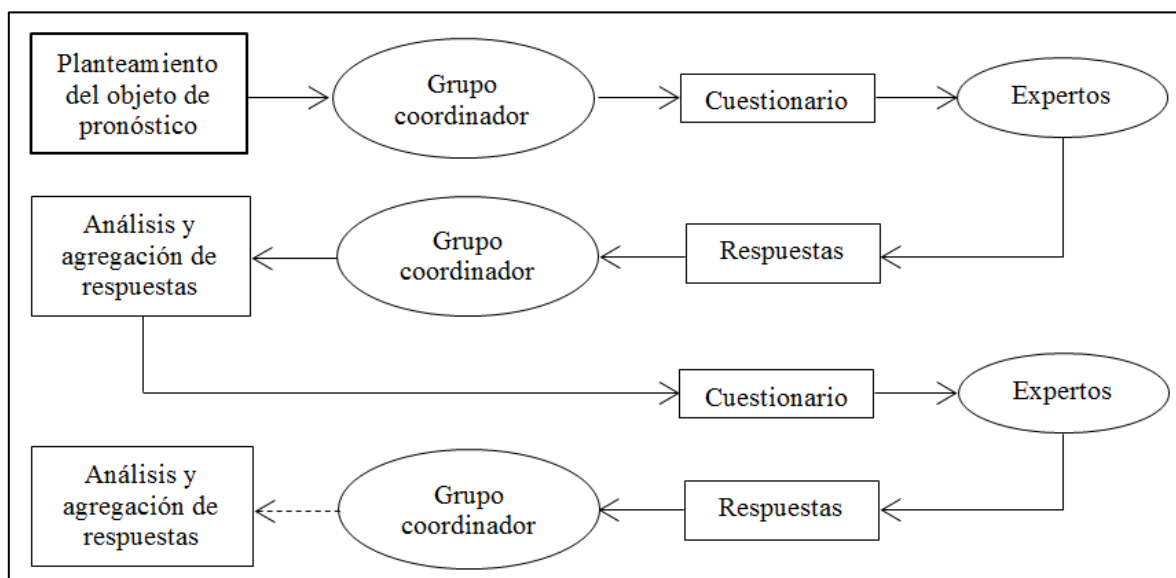 Planteamiento
del objeto de
pronóstico
Grupo
coordinador
Cuestionario
Expertos
Análisis y
agregación de
respuestas
Grupo
coordinador
Respuestas
Cuestionario
Expertos
Análisis y
agregación de
respuestas
Grupo
coordinador
Respuestas